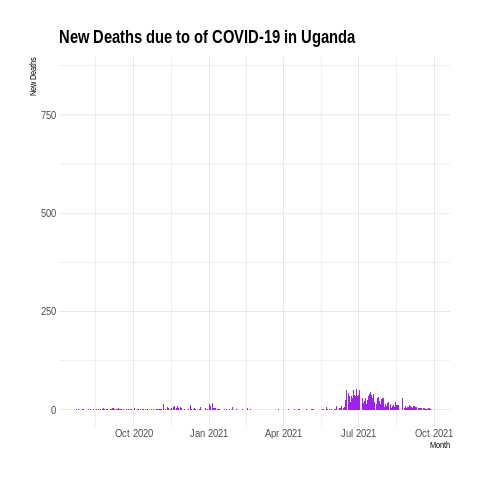 New Deaths due to of COVID-19 in Uganda
New Deaths
750
500
250
0
Oct 2020 Jan 2021 Apr 2021 Jul 2021 Oct 2021
Month